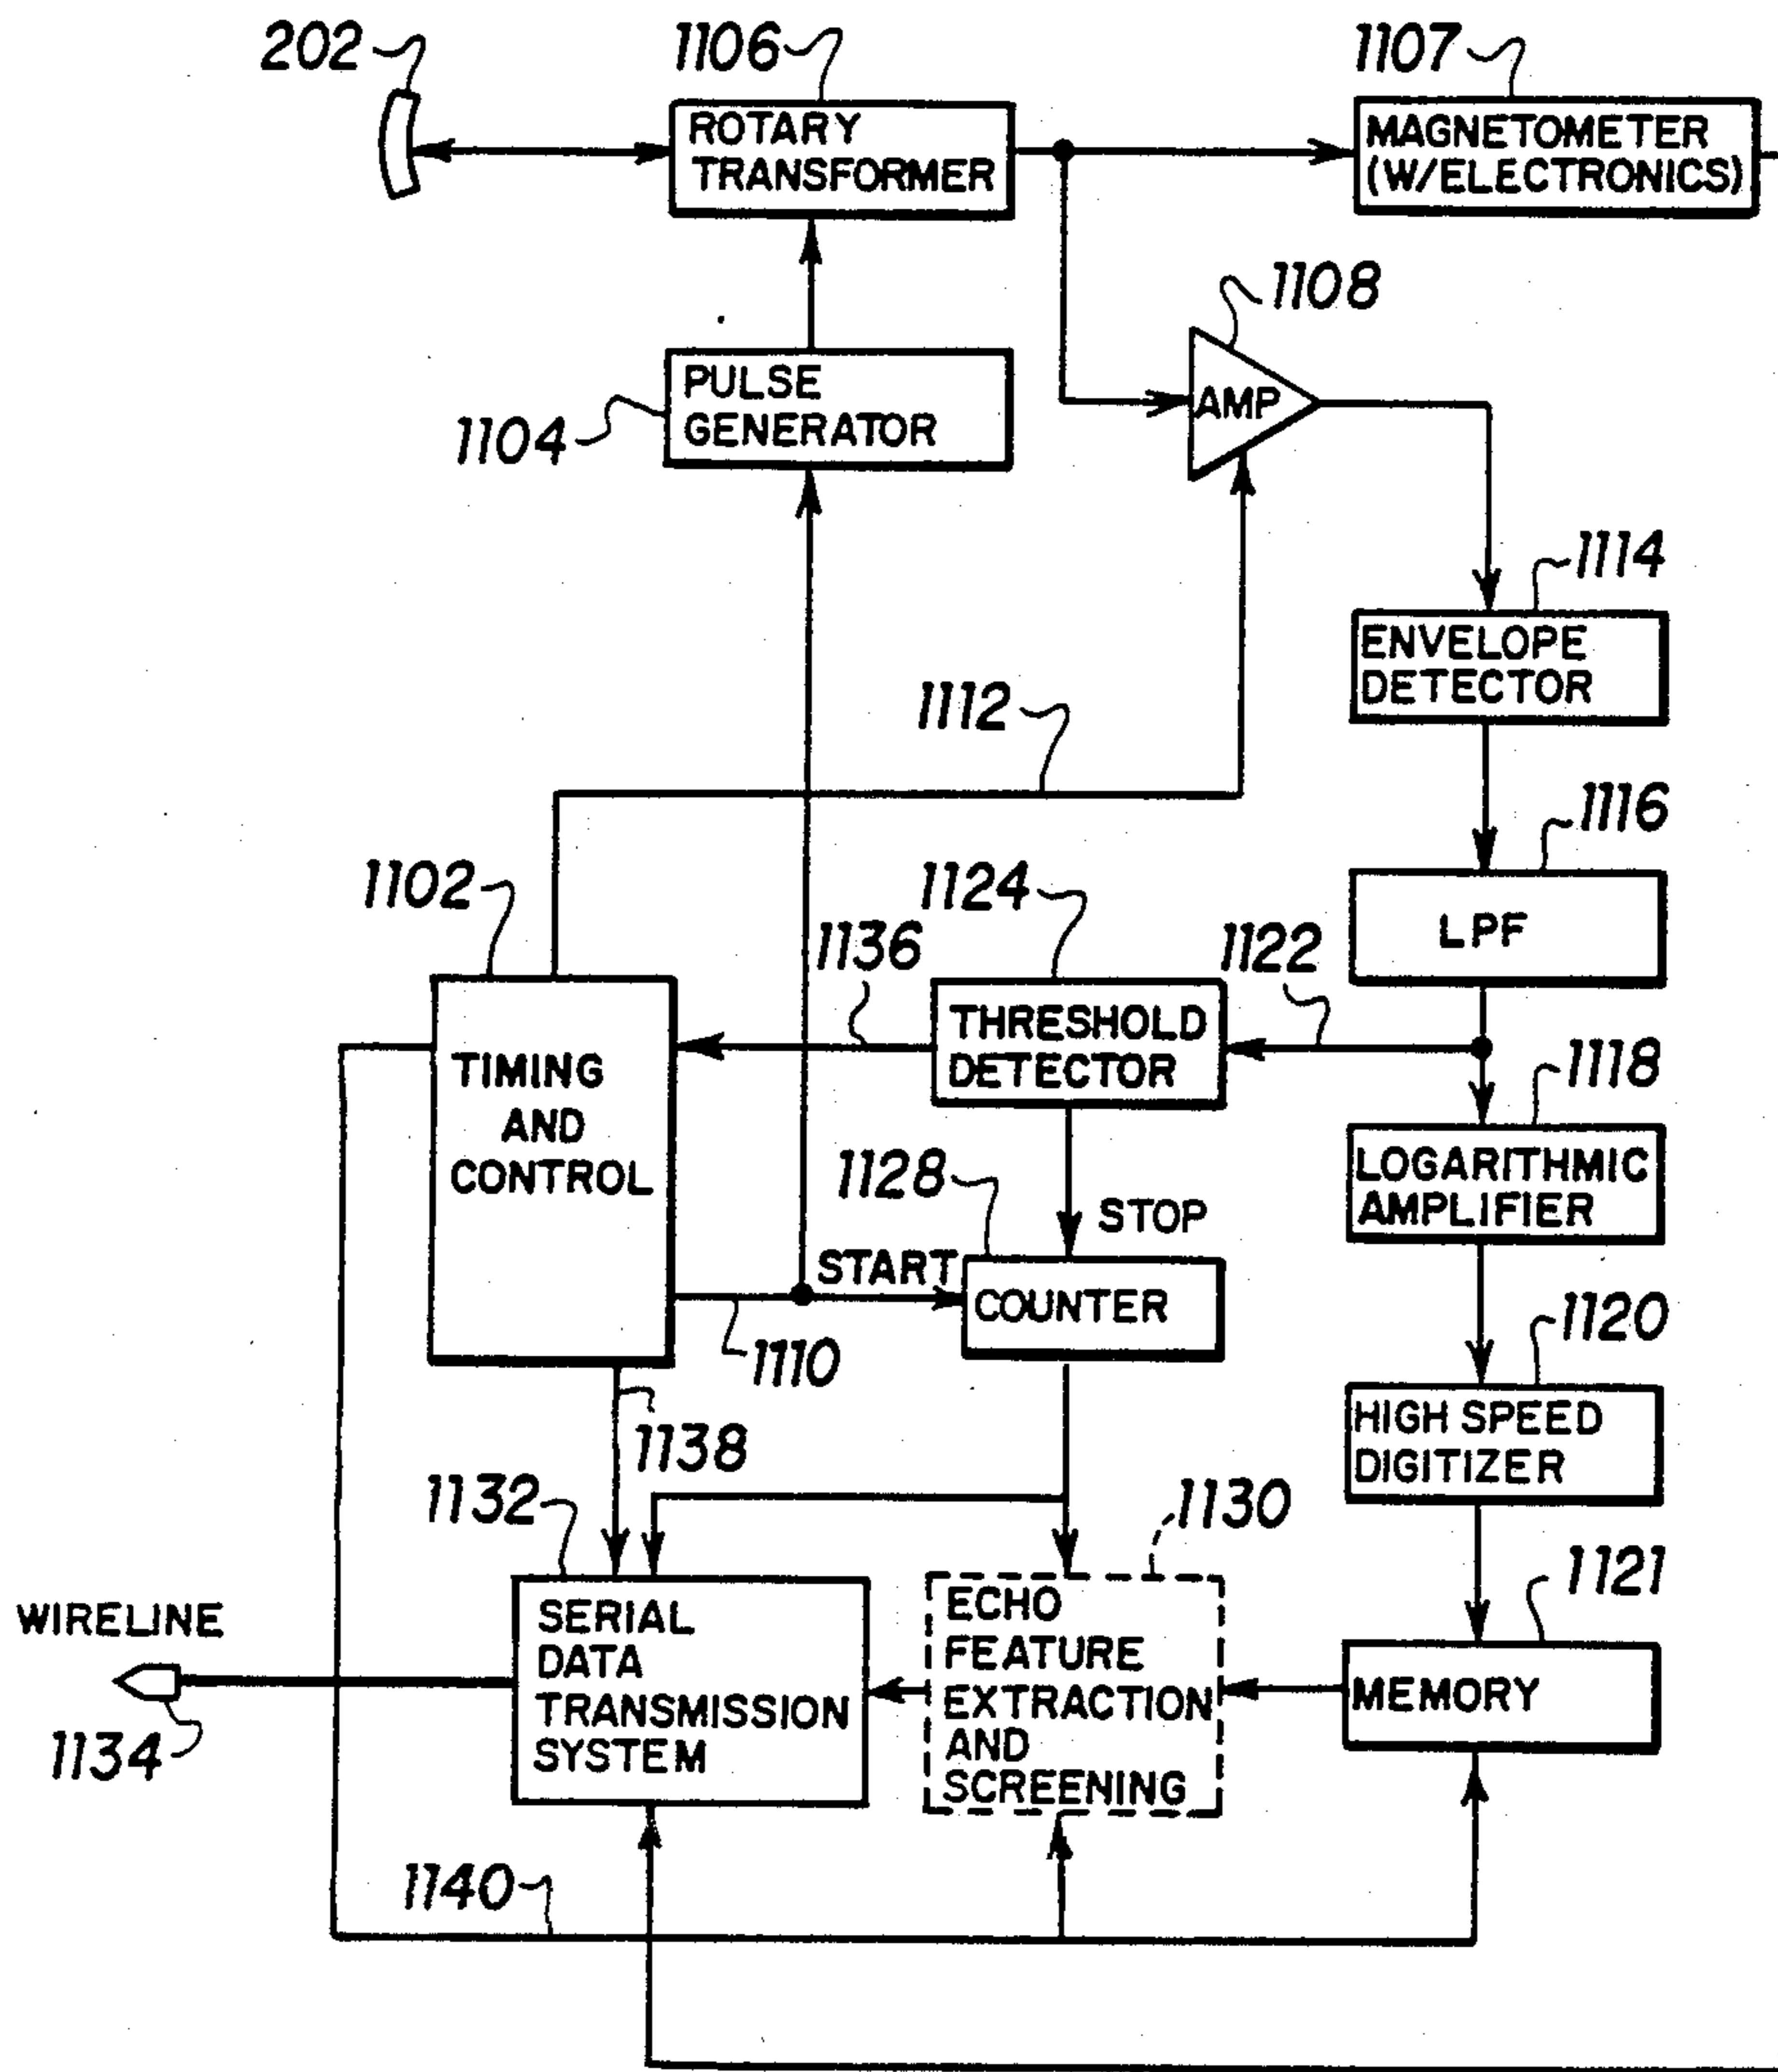 202
1106
1107
ROTARY
TRANSFORMER
MAGNETOMETER
(W/ELECTRONICS)
1108
PULSE
GENERATOR
AMP
1104
1114
ENVELOPE
DETECTOR
1112
1116
1102
1124
LPF
1136
1122
THRESHOLD
DETECTOR
1118
TIMING
AND
CONTROL
1128
STOP
LOGARITHMIC
AMPLIFIER
START
COUNTER
1110
1120
HIGH SPEED
DIGITIZER
1138
1132
1130
1121
WIRELINE
SERIAL
DATA
TRANSMISSION
SYSTEM
ECHO
FEATURE
EXTRACTION
AND
SCREENING
MEMORY
1134
1140